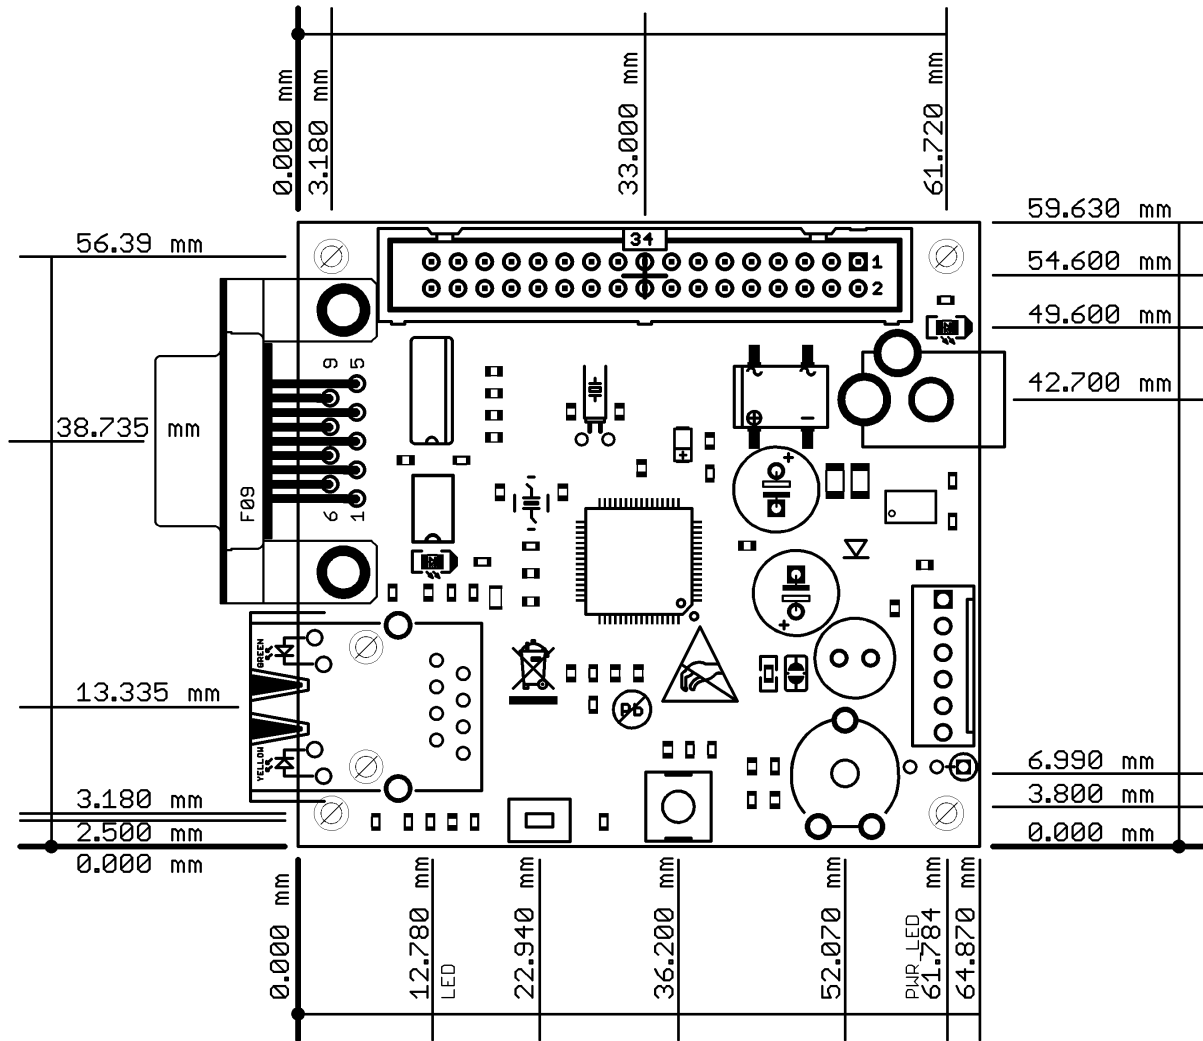 0.000 mm
3.180 mm
33.000 mm
61.720 mm
56.39 mm
38.735 mm
13.335 mm
3.180 mm
2.500 mm
0.000 mm
34
1
2
9
5
6
1
F09
GREEN
YELLOW
Pb
+
+
+
+
-
59.630 mm
54.600 mm
49.600 mm
42.700 mm
6.990 mm
3.800 mm
0.000 mm
0.000 mm
12.780 mm
LED
22.940 mm
36.200 mm
52.070 mm
PWR_LED
61.784 mm
64.870 mm